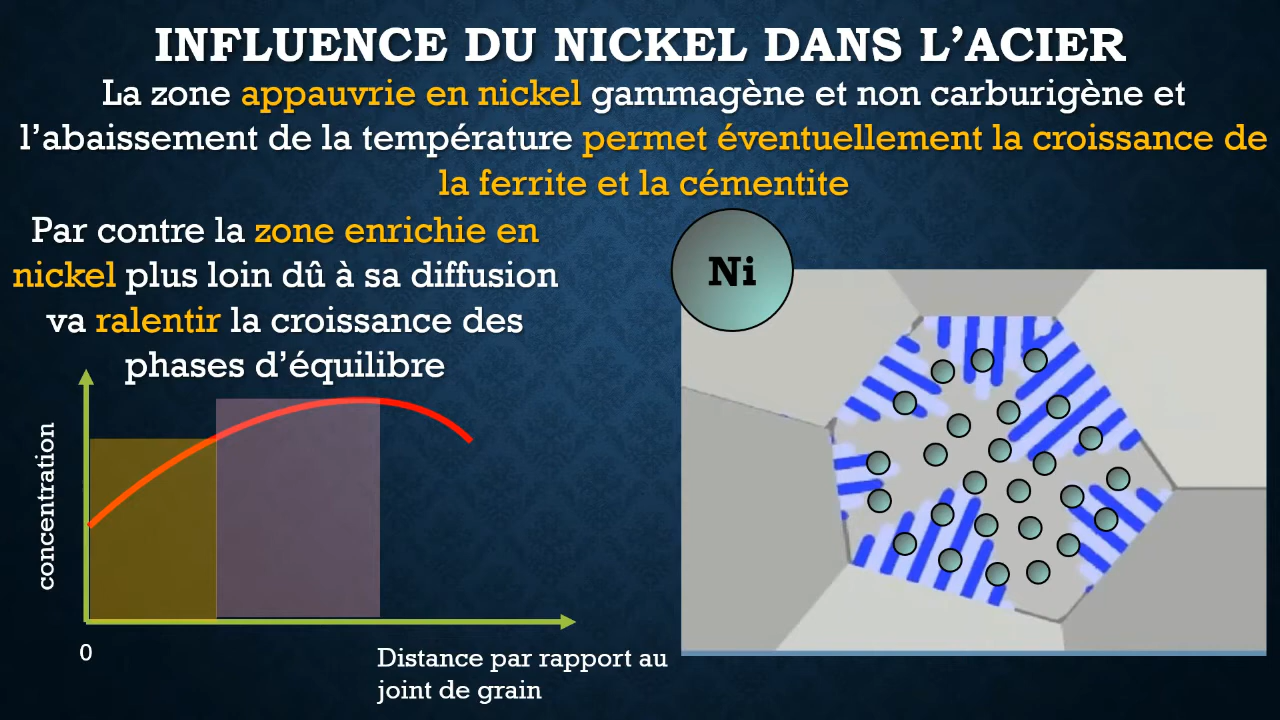 INFLUENCE DU NICKEL DANS L’ACIER
La zone appauvrie en nickel gammagène et non carburigène et
l’abaissement de la température permet éventuellement la croissance de
la ferrite et la cémentite
Par contre la zone enrichie en
nickel plus loin dû à sa diffusion
va ralentir la croissance des
phases d’équilibre
Ni
concentration
0
Distance par rapport au
joint de grain